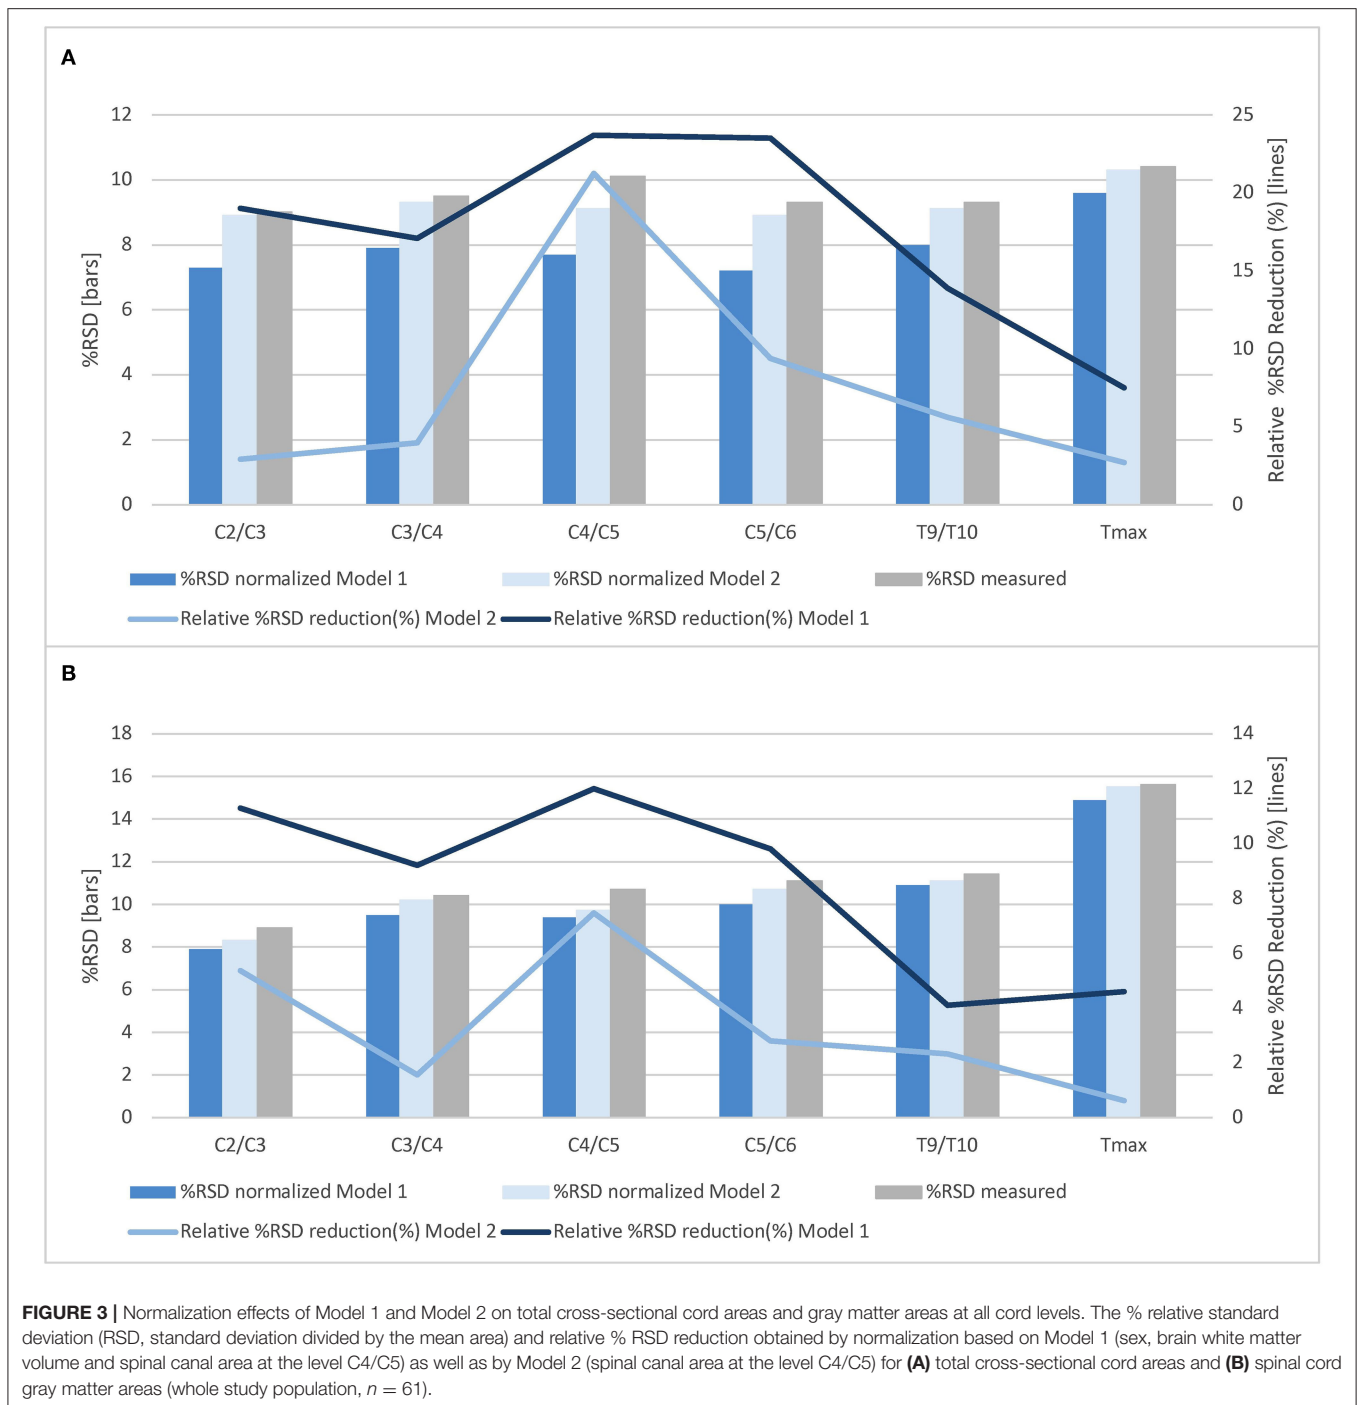 A
12
10
8
6
4
2
0
%RSD [bars]
25
20
15
10
5
0
Relative %RSD Reduction (%) [lines]
C2/C3 C3/C4 C4/C5 C5/C6 T9/T10 Tmax
%RSD normalized Model 1 %RSD normalized Model 2 %RSD measured
Relative %RSD reduction(%) Model 2 Relative %RSD reduction(%) Model 1
B
18
16
14
12
10
8
6
4
2
0
%RSD [bars]
14
12
10
8
6
4
2
0
Relative %RSD Reduction (%) [lines]
C2/C3 C3/C4 C4/C5 C5/C6 T9/T10 Tmax
%RSD normalized Model 1 %RSD normalized Model 2 %RSD measured
Relative %RSD reduction(%) Model 2 Relative %RSD reduction(%) Model 1
FIGURE 3 | Normalization effects of Model 1 and Model 2 on total cross-sectional cord areas and gray matter areas at all cord levels. The % relative standard
deviation (RSD, standard deviation divided by the mean area) and relative % RSD reduction obtained by normalization based on Model 1 (sex, brain white matter
volume and spinal canal area at the level C4/C5) as well as by Model 2 (spinal canal area at the level C4/C5) for (A) total cross-sectional cord areas and (B) spinal cord
gray matter areas (whole study population, n = 61).